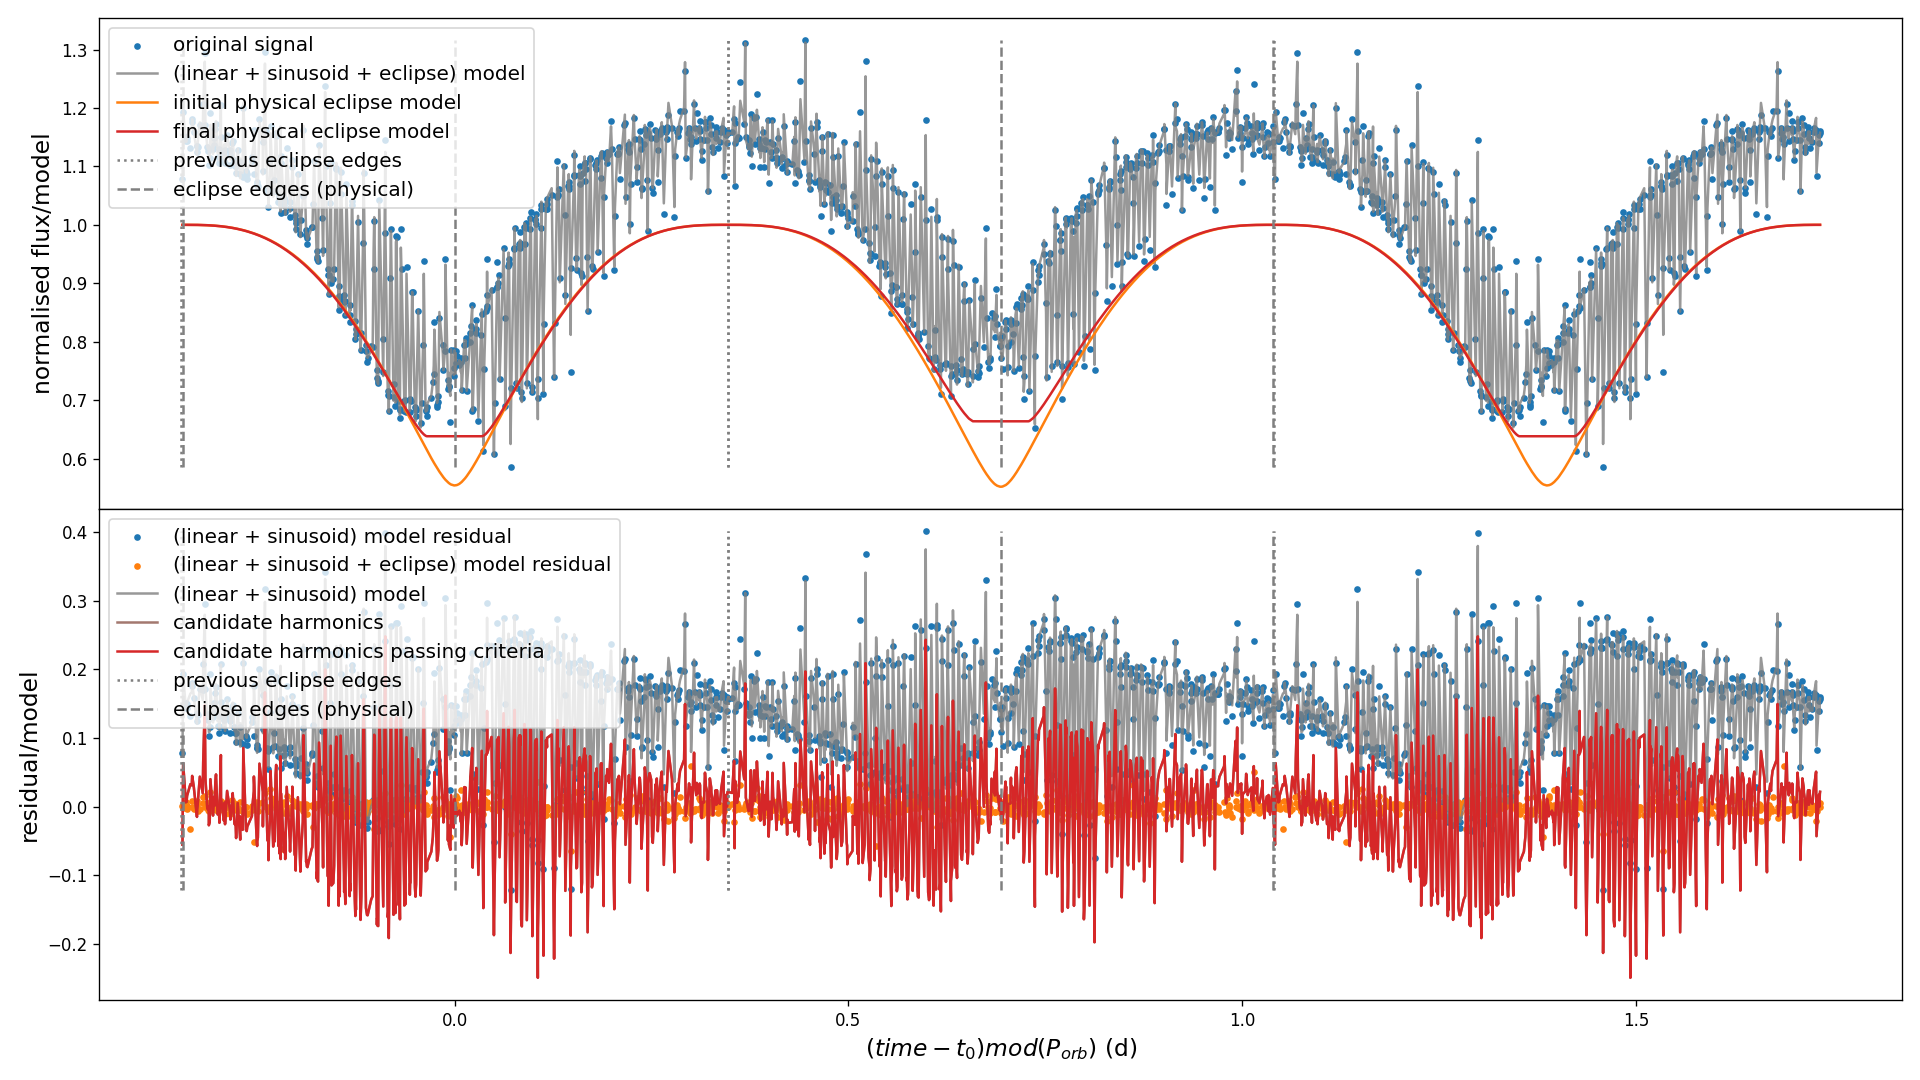 normalised flux/model
1.3
1.2
1.1
1.0
0.9
0.8
0.7
0.6
original signal
(linear + sinusoid + eclipse) model
initial physical eclipse model
final physical eclipse model
previous eclipse edges
eclipse edges (physical)
residual/model
0.4
0.3
0.2
0.1
0.0
−0.1
−0.2
(linear + sinusoid) model residual
(linear + sinusoid + eclipse) model residual
(linear + sinusoid) model
candidate harmonics
candidate harmonics passing criteria
previous eclipse edges
eclipse edges (physical)
0.0 0.5 1.0 1.5
(time − t₀)mod(Pₒᵣb) (d)